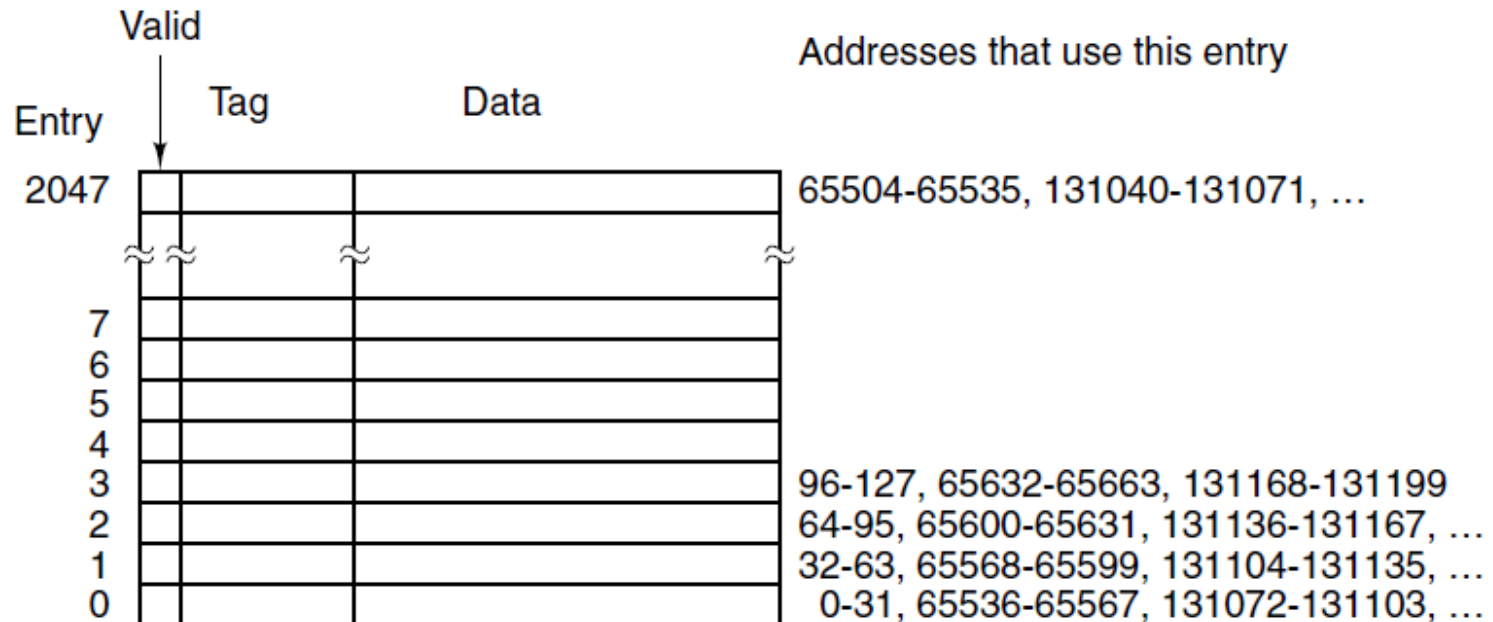 Valid
Addresses that use this entry
Entry Tag Data
2047 65504-65535, 131040-131071, …
7
6
5
4
3 96-127, 65632-65663, 131168-131199
2 64-95, 65600-65631, 131136-131167, …
1 32-63, 65568-65599, 131104-131135, …
0 0-31, 65536-65567, 131072-131103, …